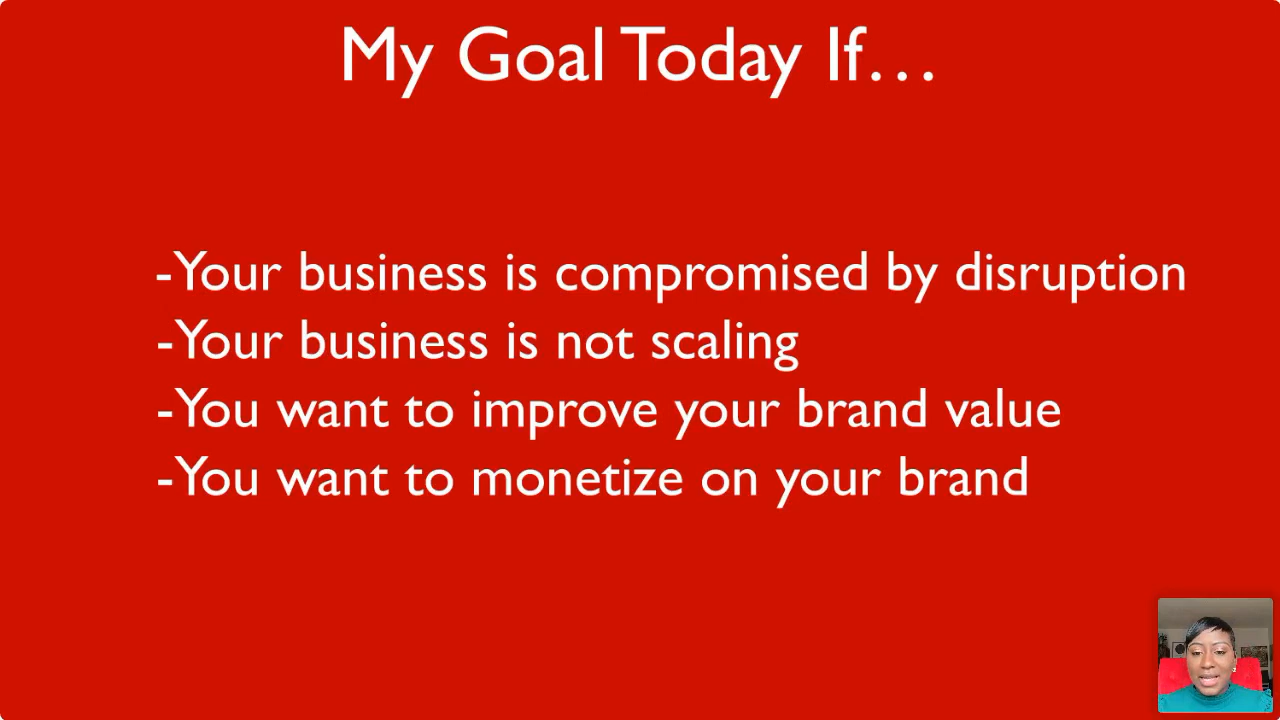 My Goal Today If...
-Your business is compromised by disruption
-Your business is not scaling
-You want to improve your brand value
-You want to monetize on your brand